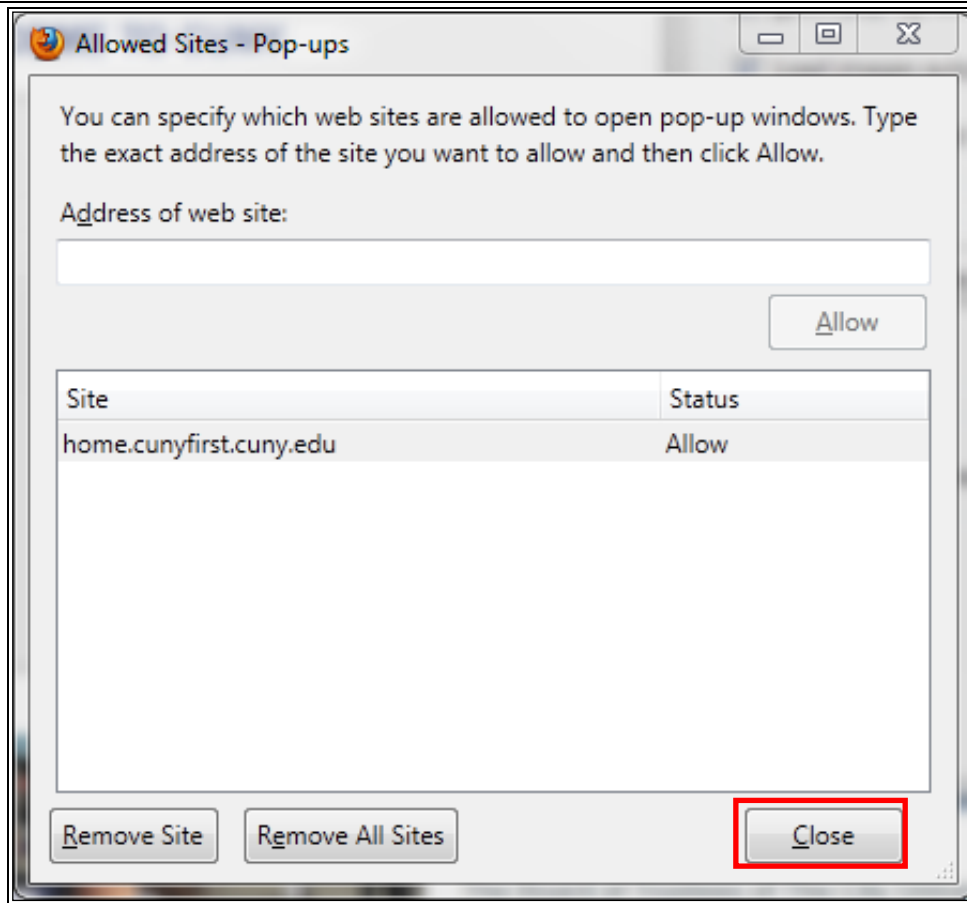 Allowed Sites - Pop-ups
You can specify which web sites are allowed to open pop-up windows. Type
the exact address of the site you want to allow and then click Allow.
Address of web site:
Allow
Site Status
home.cunyfirst.cuny.edu Allow
Remove Site Remove All Sites Close